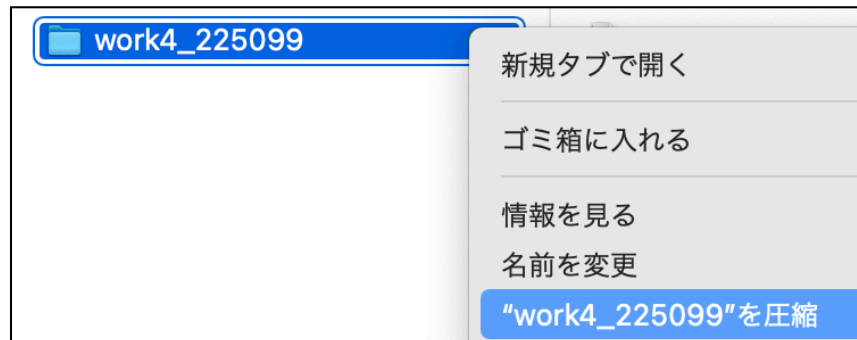 work4_225099
新規タブで開く
ゴミ箱に入れる
情報を見る
名前を変更
“work4_225099”を圧縮